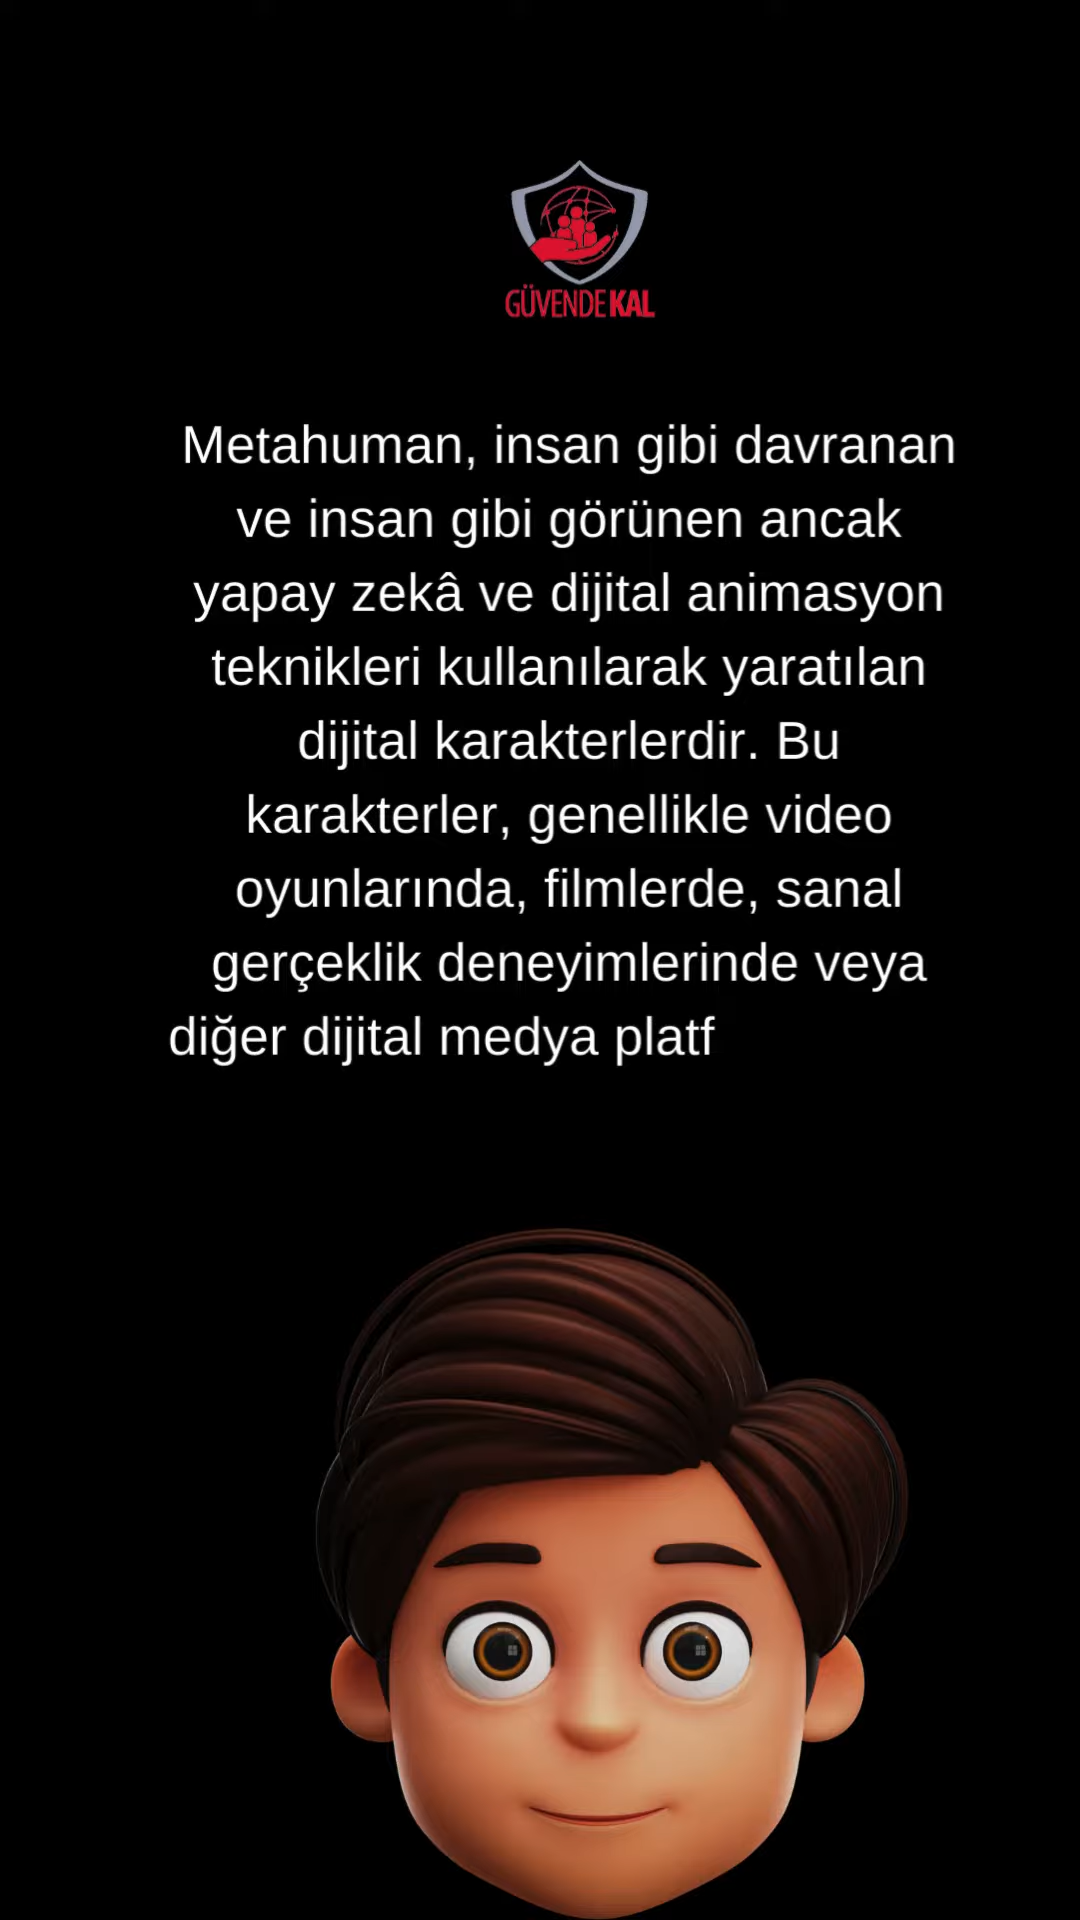 GÜVENDE KAL
Metahuman, insan gibi davranan
ve insan gibi görünen ancak
yapay zekâ ve dijital animasyon
teknikleri kullanılarak yaratılan
dijital karakterlerdir. Bu
karakterler, genellikle video
oyunlarında, filmlerde, sanal
gerçeklik deneyimlerinde veya
diğer dijital medya platf